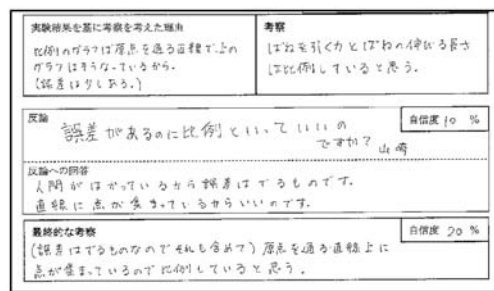 実験結果を基に考察を考えた理由
比例のグラフは原点を通る直線で、上の
グラフはそうなっているから。
(誤差は少しある。)
考察
ばねを引く力とばねの伸びる長さ
は比例していると思う。
反論
自信度 10 %
誤差があるのに比例といっていいの
ですか? 山崎
反論への回答
人間がはかっているから誤差はでるものです。
直線に点が集まっているからいいのです。
最終的な考察
自信度 20 %
(誤差はでるものなのでそれも含めて) 原点を通る直線上に
点が集まっているので比例していると思う。